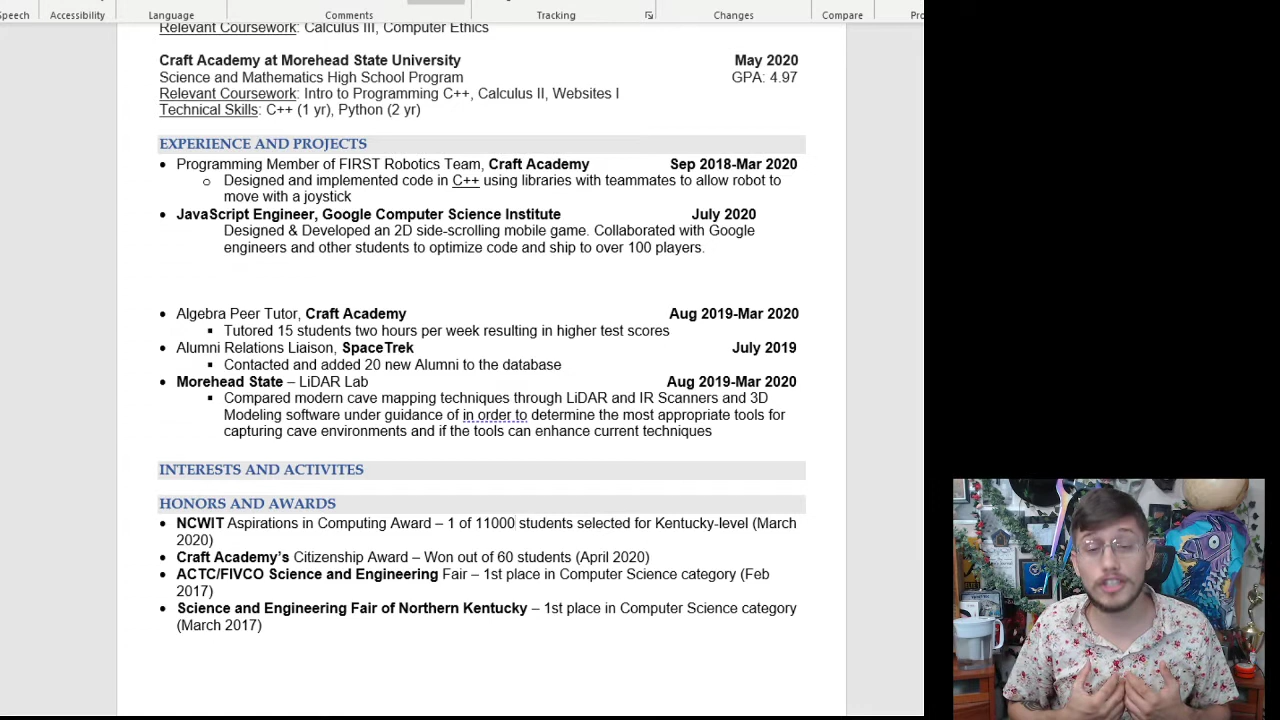 Speech
Accessibility
Language
Comments
Tracking
Changes
Compare
Relevant Coursework: Calculus III, Computer Ethics
Craft Academy at Morehead State University May 2020
Science and Mathematics High School Program GPA: 4.97
Relevant Coursework: Intro to Programming C++, Calculus II, Websites I
Technical Skills: C++ (1 yr), Python (2 yr)
EXPERIENCE AND PROJECTS
• Programming Member of FIRST Robotics Team, Craft Academy Sep 2018-Mar 2020
o Designed and implemented code in C++ using libraries with teammates to allow robot to
move with a joystick
• JavaScript Engineer, Google Computer Science Institute July 2020
Designed & Developed an 2D side-scrolling mobile game. Collaborated with Google
engineers and other students to optimize code and ship to over 100 players.
• Algebra Peer Tutor, Craft Academy Aug 2019-Mar 2020
▪ Tutored 15 students two hours per week resulting in higher test scores
• Alumni Relations Liaison, SpaceTrek July 2019
▪ Contacted and added 20 new Alumni to the database
• Morehead State – LiDAR Lab Aug 2019-Mar 2020
▪ Compared modern cave mapping techniques through LiDAR and IR Scanners and 3D
Modeling software under guidance of in order to determine the most appropriate tools for
capturing cave environments and if the tools can enhance current techniques
INTERESTS AND ACTIVITES
HONORS AND AWARDS
• NCWIT Aspirations in Computing Award – 1 of 11000 students selected for Kentucky-level (March
2020)
• Craft Academy's Citizenship Award – Won out of 60 students (April 2020)
• ACTC/FIVCO Science and Engineering Fair – 1st place in Computer Science category (Feb
2017)
• Science and Engineering Fair of Northern Kentucky – 1st place in Computer Science category
(March 2017)